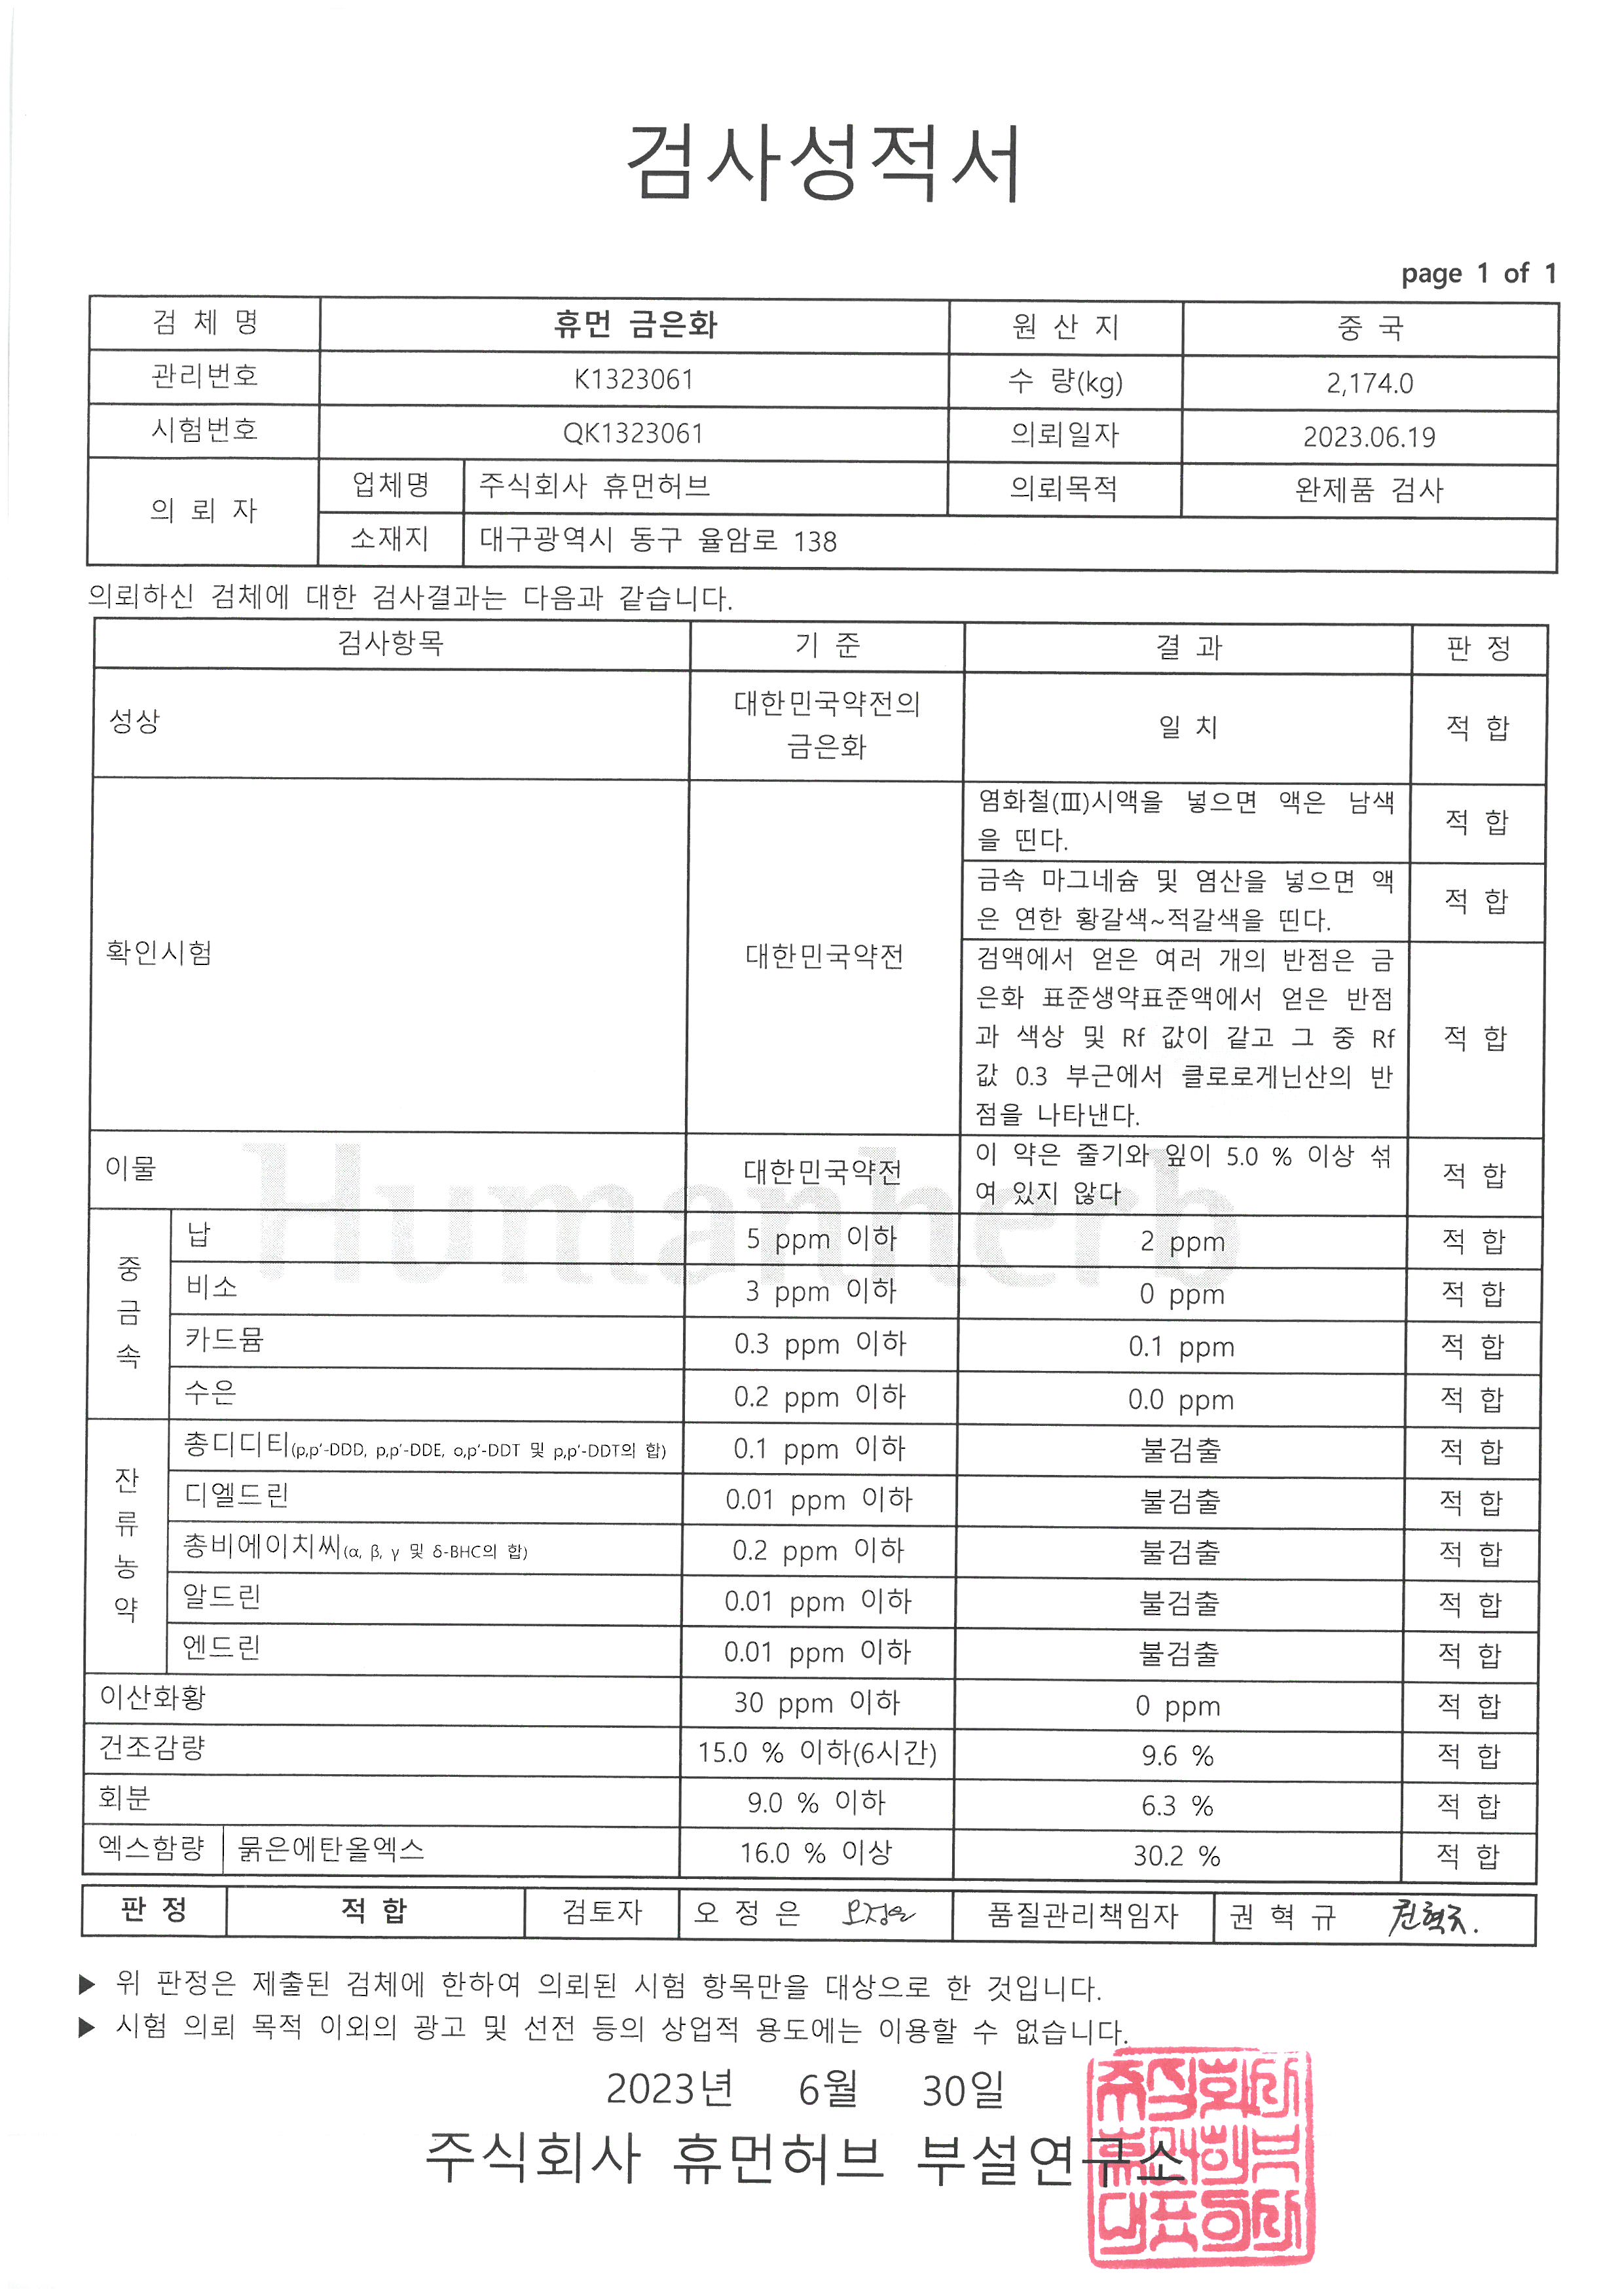 검사성적서
page 1 of 1
검 체 명 휴먼 금은화 원 산 지 중 국
관리번호 K1323061 수 량(kg) 2,174.0
시험번호 QK1323061 의뢰일자 2023.06.19
의 뢰 자 업체명 주식회사 휴먼허브 의뢰목적 완제품 검사
소재지 대구광역시 동구 율암로 138
의뢰하신 검체에 대한 검사결과는 다음과 같습니다.
검사항목 기 준 결 과 판 정
성상 대한민국약전의
금은화 일 치 적 합
확인시험 대한민국약전
염화철(Ⅲ)시액을 넣으면 액은 남색
을 띤다. 적 합
금속 마그네슘 및 염산을 넣으면 액
은 연한 황갈색~적갈색을 띤다. 적 합
검액에서 얻은 여러 개의 반점은 금
은화 표준생약표준액에서 얻은 반점
과 색상 및 Rf 값이 같고 그 중 Rf
값 0.3 부근에서 클로로게닌산의 반
점을 나타낸다. 적 합
이물 대한민국약전 이 약은 줄기와 잎이 5.0 % 이상 섞
여 있지 않다 적 합
Humanherb
중금속
납 5 ppm 이하 2 ppm 적 합
비소 3 ppm 이하 0 ppm 적 합
카드뮴 0.3 ppm 이하 0.1 ppm 적 합
수은 0.2 ppm 이하 0.0 ppm 적 합
잔류농약
총디디티(p,p'-DDD, p,p'-DDE, o,p'-DDT 및 p,p'-DDT의 합) 0.1 ppm 이하 불검출 적 합
디엘드린 0.01 ppm 이하 불검출 적 합
총비에이치씨(α, β, γ 및 δ-BHC의 합) 0.2 ppm 이하 불검출 적 합
알드린 0.01 ppm 이하 불검출 적 합
엔드린 0.01 ppm 이하 불검출 적 합
이산화황 30 ppm 이하 0 ppm 적 합
건조감량 15.0 % 이하(6시간) 9.6 % 적 합
회분 9.0 % 이하 6.3 % 적 합
엑스함량 묽은에탄올엑스 16.0 % 이상 30.2 % 적 합
판 정 적 합 검토자 오 정 은 오정은 품질관리책임자 권 혁 규 권혁규.
▶ 위 판정은 제출된 검체에 한하여 의뢰된 시험 항목만을 대상으로 한 것입니다.
▶ 시험 의뢰 목적 이외의 광고 및 선전 등의 상업적 용도에는 이용할 수 없습니다.
2023년 6월 30일
주식회사 휴먼허브 부설연구소